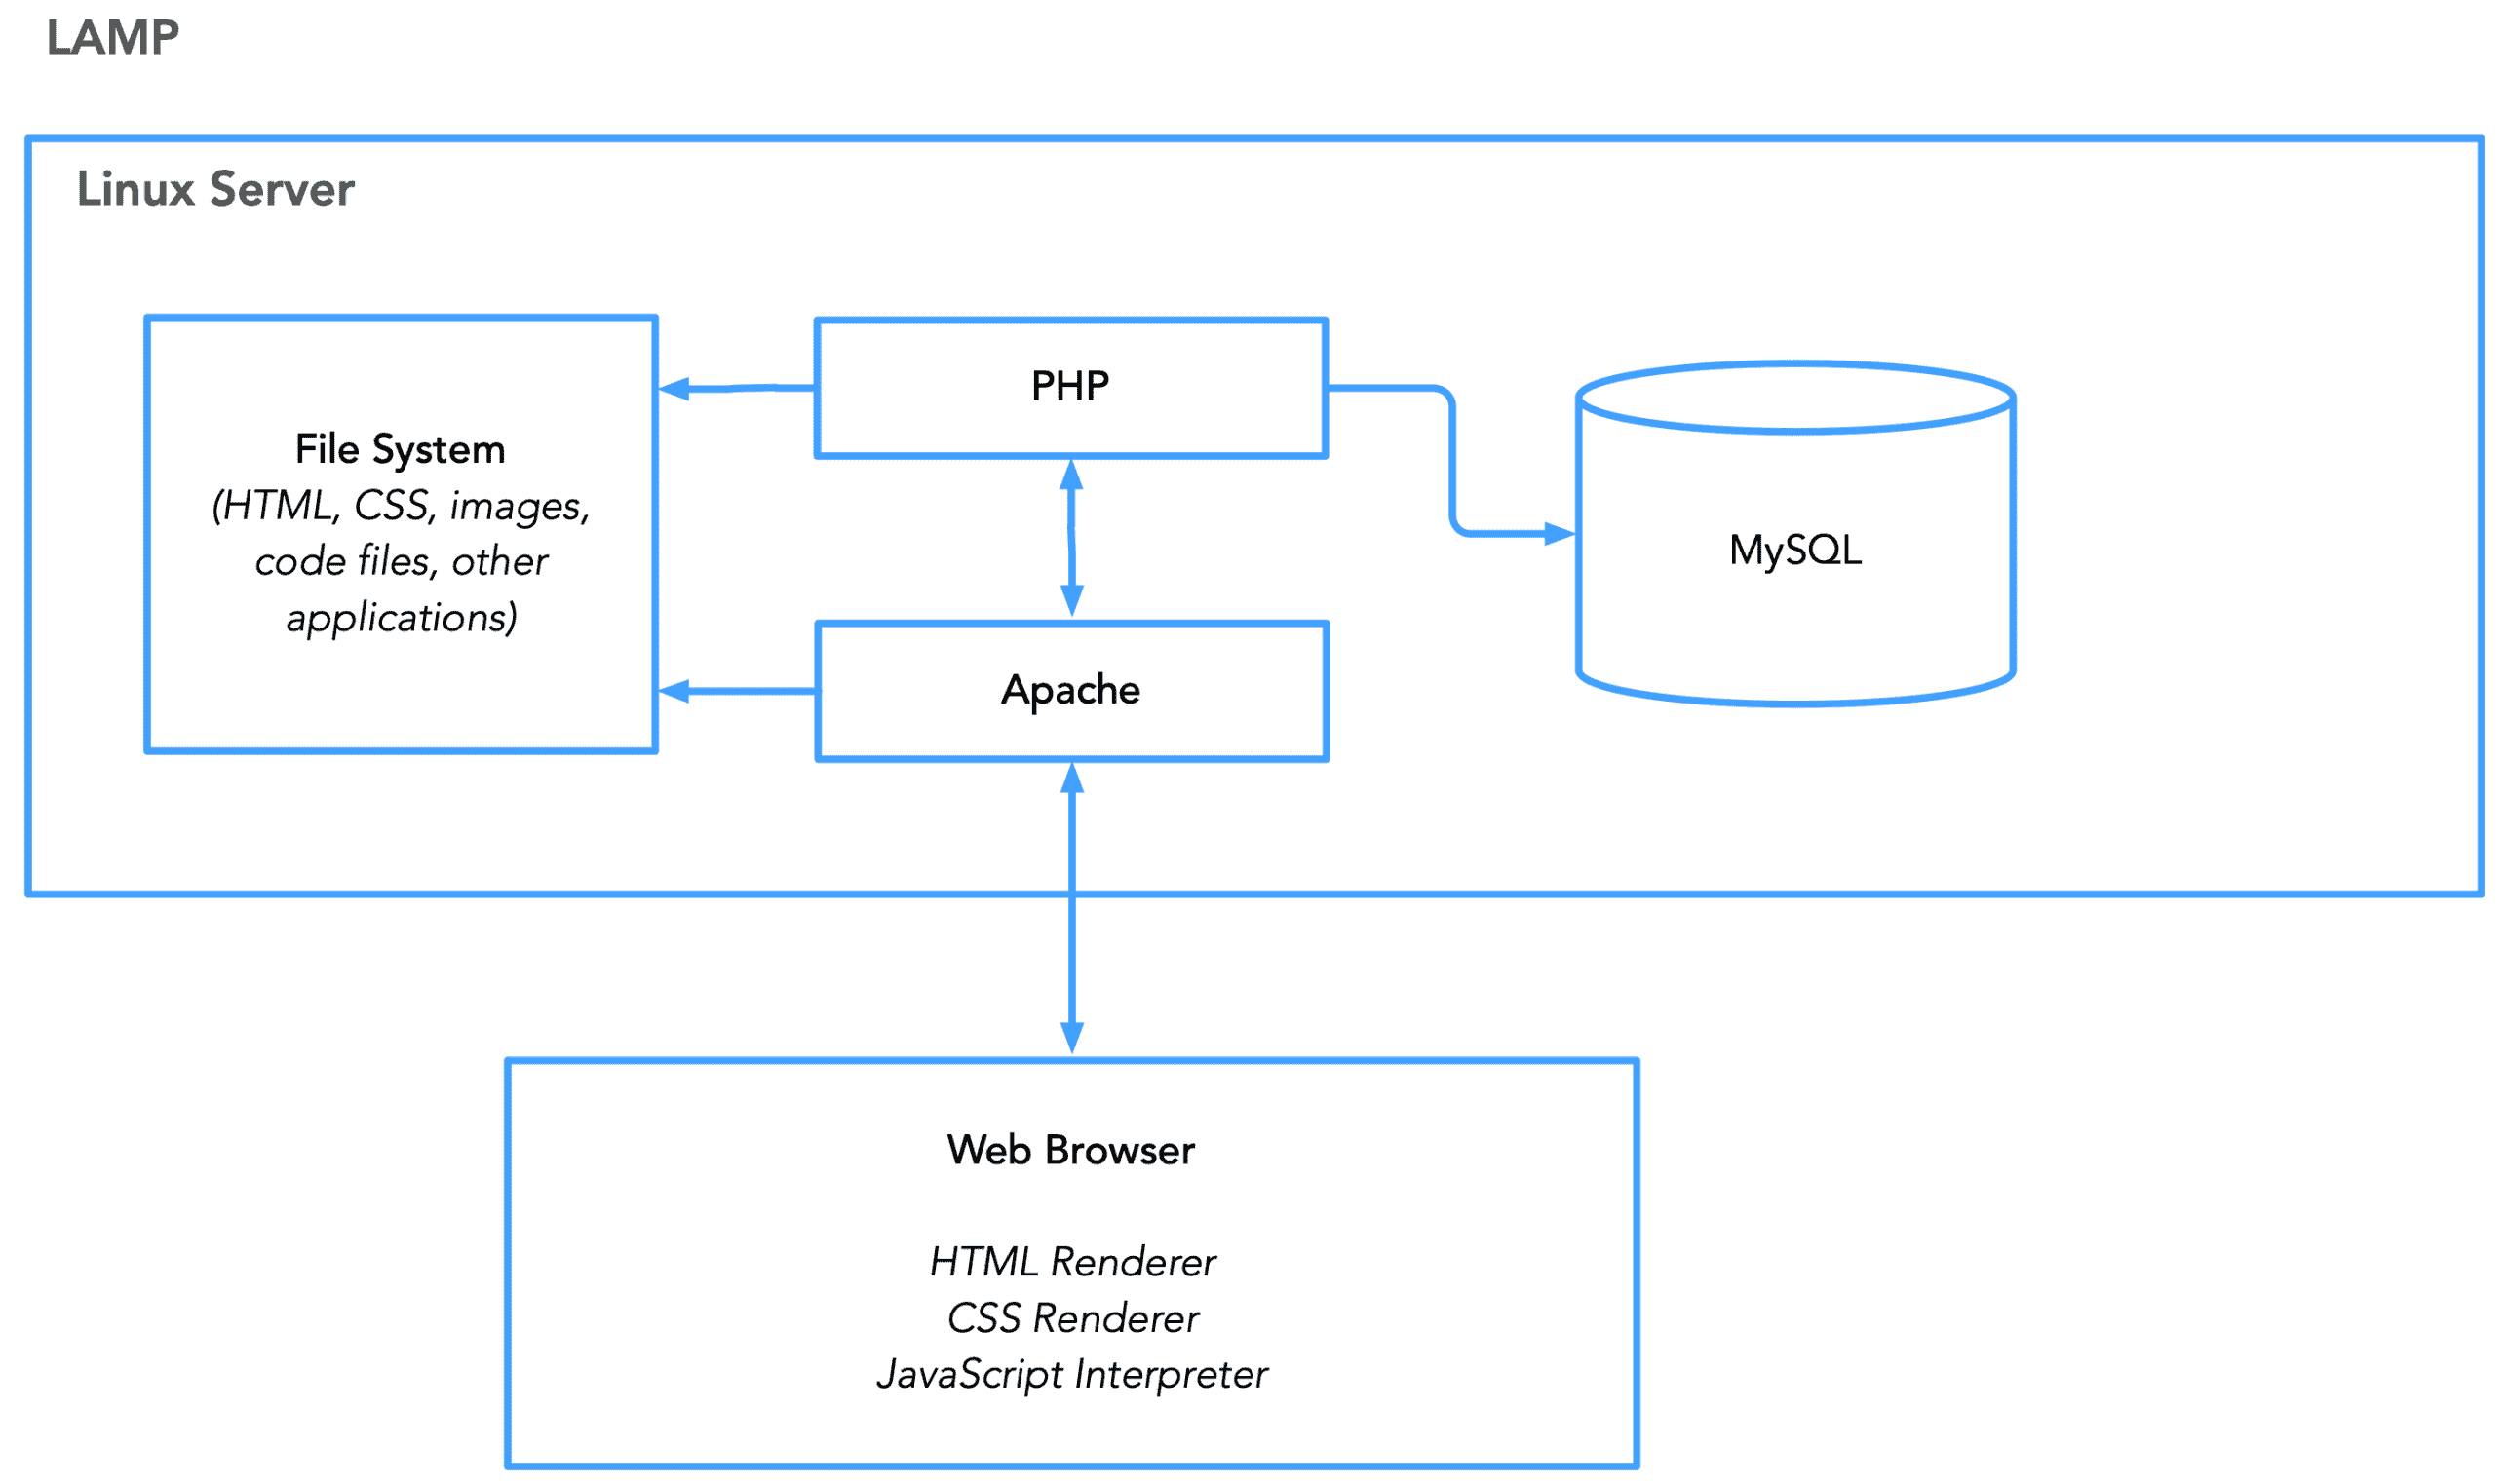 LAMP
Linux Server
File System
(HTML, CSS, images,
code files, other
applications)
PHP
Apache
MySQL
Web Browser
HTML Renderer
CSS Renderer
JavaScript Interpreter